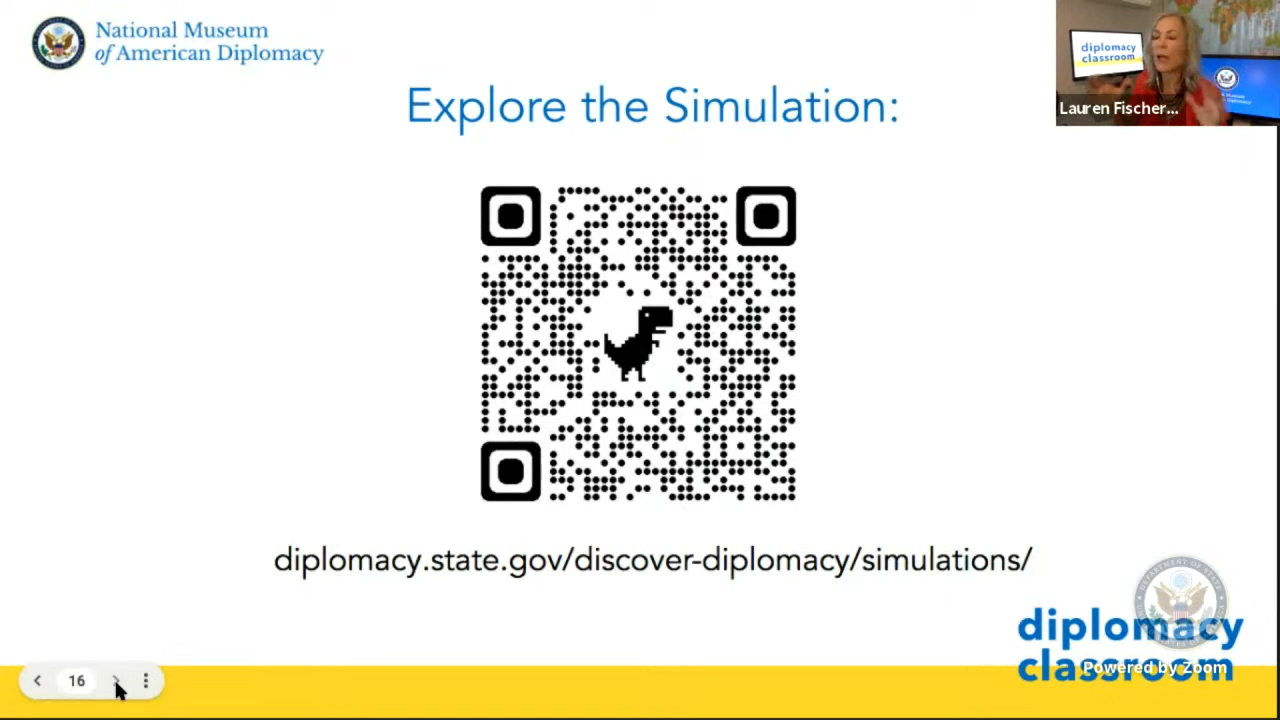 National Museum
of American Diplomacy
diplomacy
classroom
Lauren Fischer...
Explore the Simulation:
diplomacy.state.gov/discover-diplomacy/simulations/
diplomacy
classroom
Powered by Zoom
16